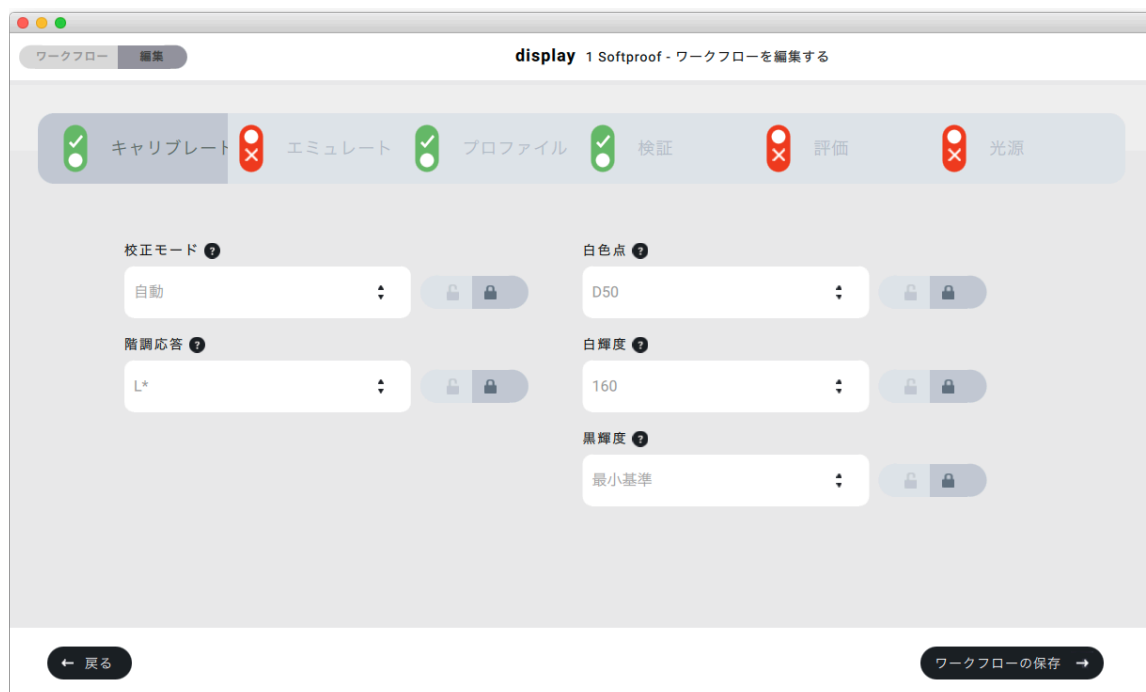 ワークフロー 編集
display 1 Softproof - ワークフローを編集する
キャリブレート エミュレート プロファイル 検証 評価 光源
校正モード ?
自動
階調応答 ?
L*
白色点 ?
D50
白輝度 ?
160
黒輝度 ?
最小基準
← 戻る
ワークフローの保存 →